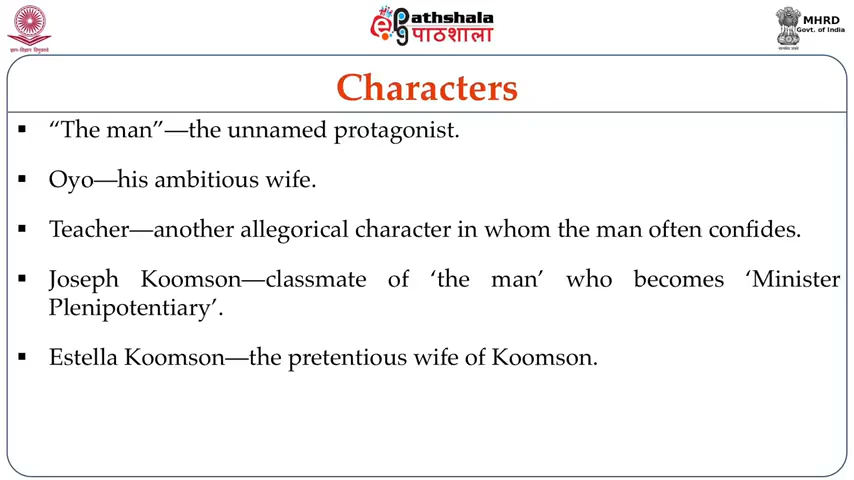 ePathshala
पाठशाला
MHRD
Govt. of India
Characters
▪ “The man”—the unnamed protagonist.
▪ Oyo—his ambitious wife.
▪ Teacher—another allegorical character in whom the man often confides.
▪ Joseph Koomson—classmate of ‘the man’ who becomes ‘Minister
Plenipotentiary’.
▪ Estella Koomson—the pretentious wife of Koomson.